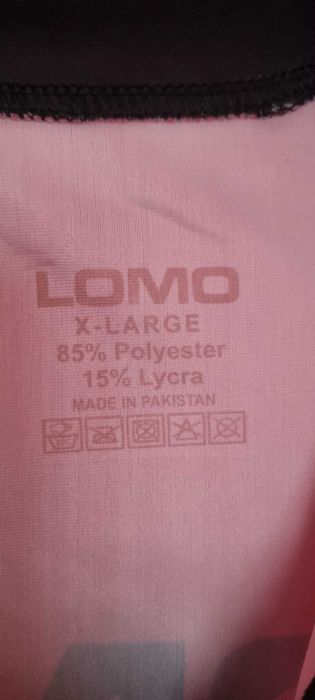 LOMO
X-LARGE
85% Polyester
15% Lycra
MADE IN PAKISTAN